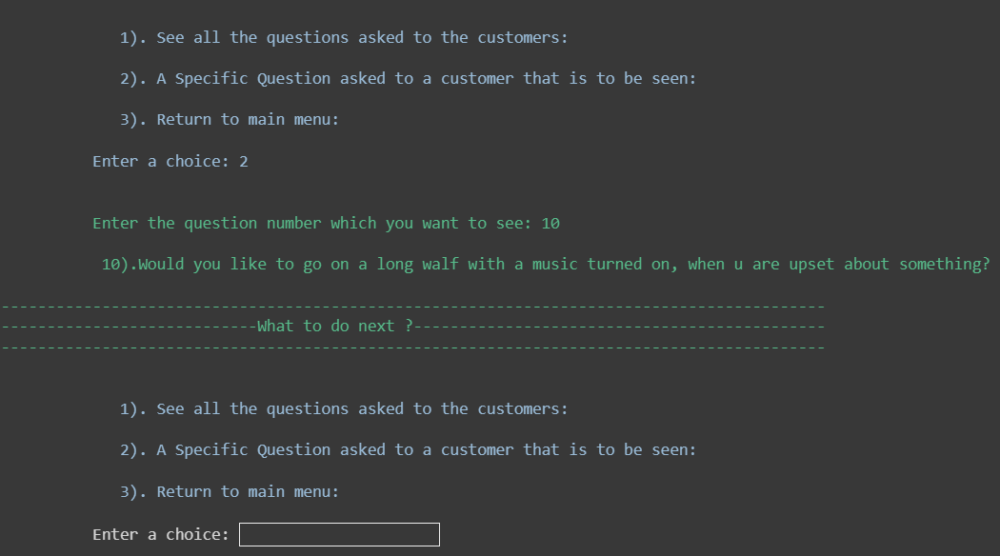 1). See all the questions asked to the customers:
2). A Specific Question asked to a customer that is to be seen:
3). Return to main menu:
Enter a choice: 2
Enter the question number which you want to see: 10
10).Would you like to go on a long walf with a music turned on, when u are upset about something?
------------------------------------------------------------------------------------------
----------------------------What to do next ?---------------------------------------------
------------------------------------------------------------------------------------------
1). See all the questions asked to the customers:
2). A Specific Question asked to a customer that is to be seen:
3). Return to main menu:
Enter a choice: